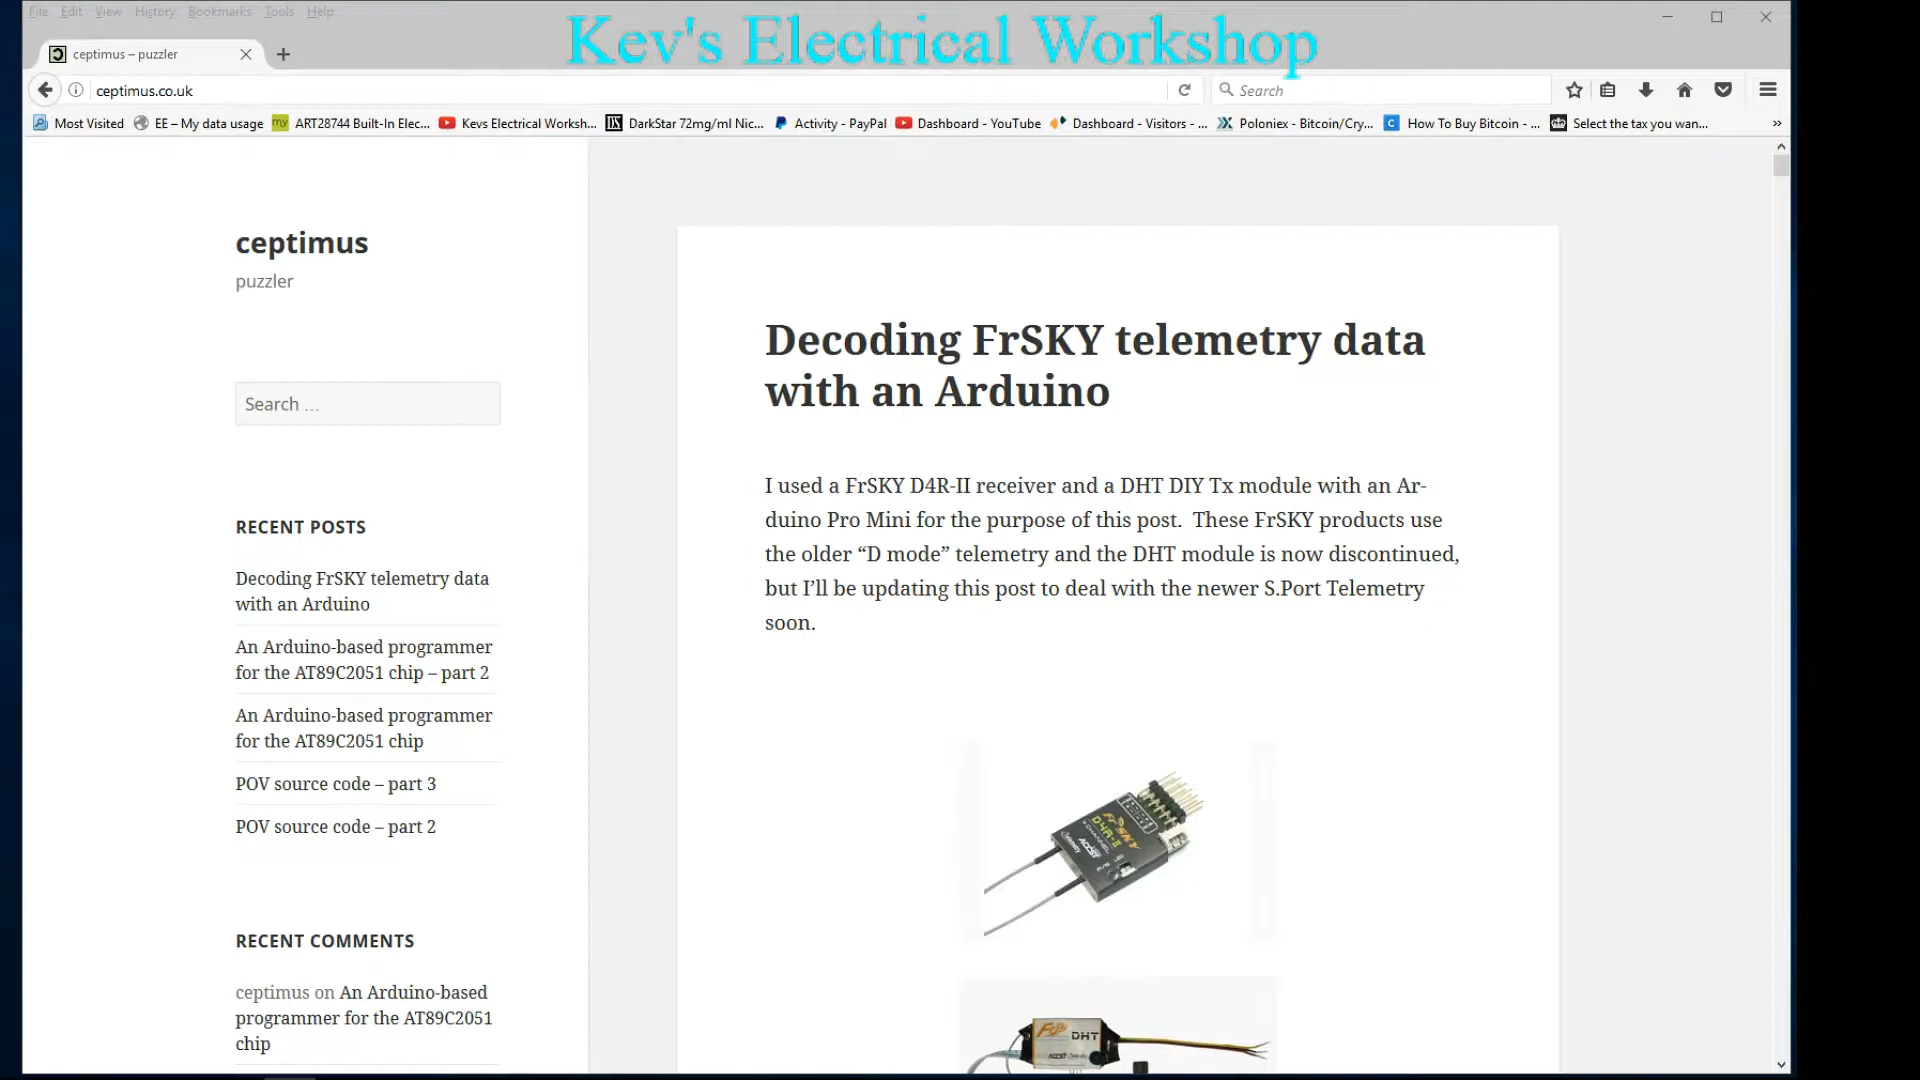 File Edit View History Bookmarks Tools Help
Kev's Electrical Workshop
ceptimus – puzzler
ceptimus.co.uk
Search
Most Visited EE – My data usage ART28744 Built-In Elec... Kevs Electrical Worksh... DarkStar 72mg/ml Nic... Activity - PayPal Dashboard - YouTube Dashboard - Visitors - ... Poloniex - Bitcoin/Cry... How To Buy Bitcoin - ... Select the tax you wan...
ceptimus
puzzler
Search …
RECENT POSTS
Decoding FrSKY telemetry data
with an Arduino
An Arduino-based programmer
for the AT89C2051 chip – part 2
An Arduino-based programmer
for the AT89C2051 chip
POV source code – part 3
POV source code – part 2
RECENT COMMENTS
ceptimus on An Arduino-based
programmer for the AT89C2051
chip
Decoding FrSKY telemetry data
with an Arduino
I used a FrSKY D4R-II receiver and a DHT DIY Tx module with an Ar-
duino Pro Mini for the purpose of this post. These FrSKY products use
the older “D mode” telemetry and the DHT module is now discontinued,
but I’ll be updating this post to deal with the newer S.Port Telemetry
soon.
FrSKY
D4R-II
ACCST
DHT